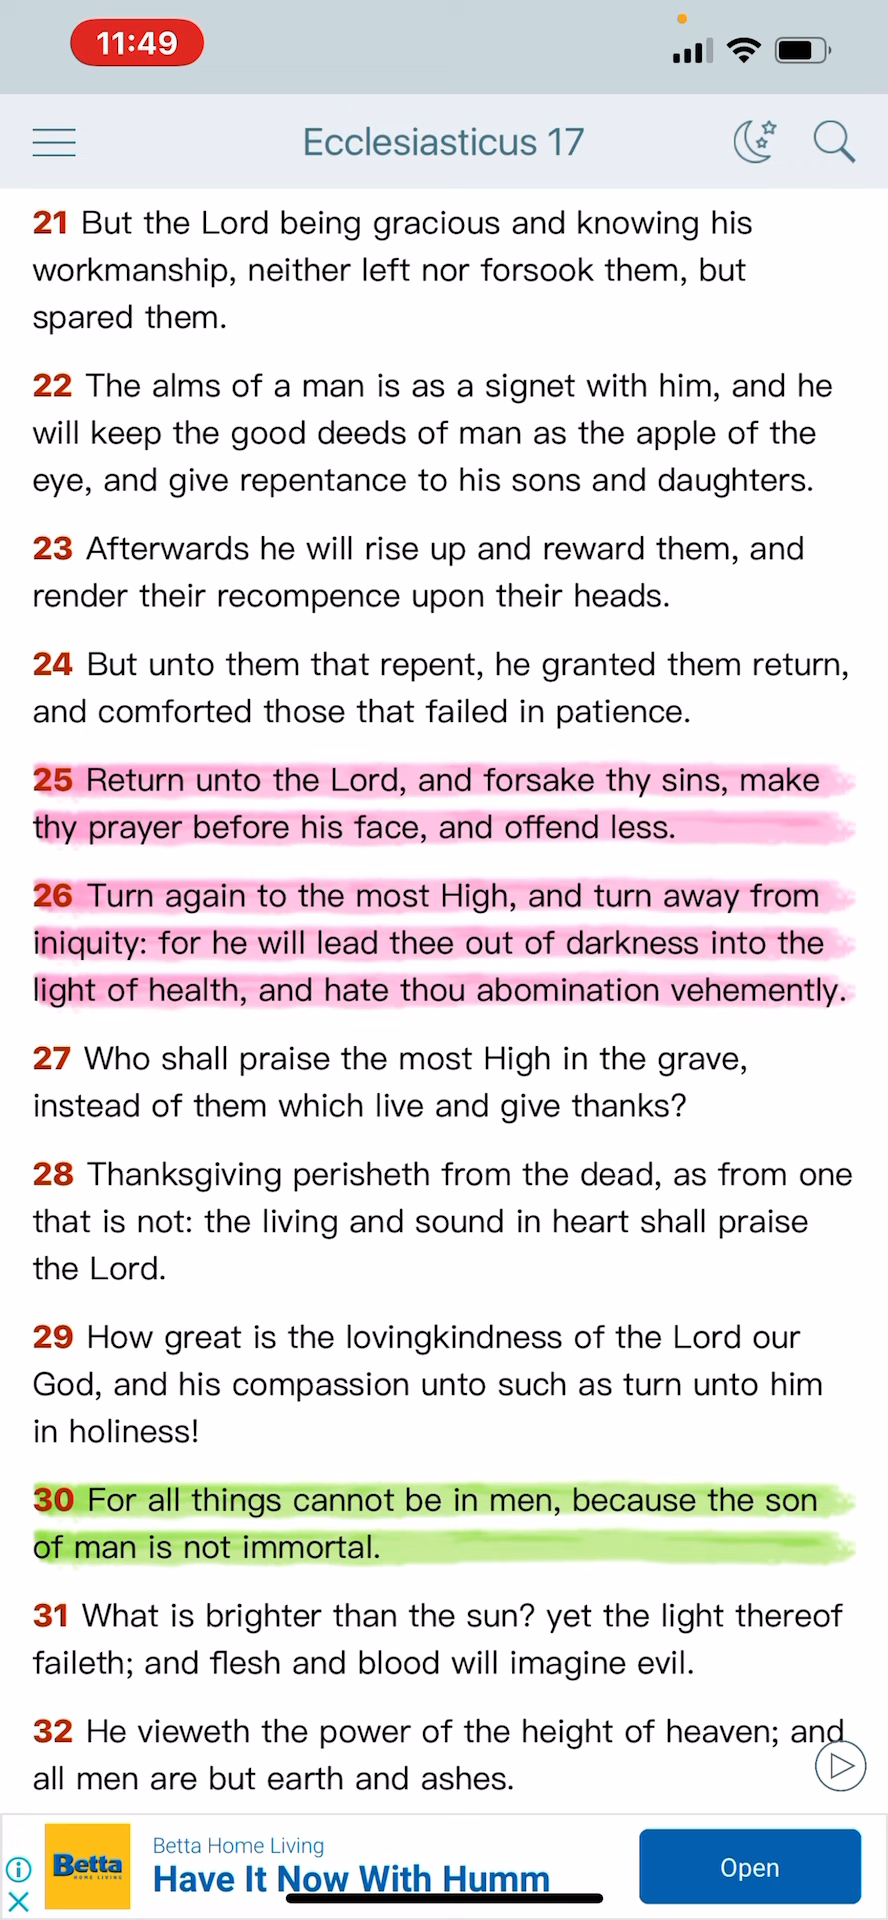 11:49
Ecclesiasticus 17
21 But the Lord being gracious and knowing his
workmanship, neither left nor forsook them, but
spared them.
22 The alms of a man is as a signet with him, and he
will keep the good deeds of man as the apple of the
eye, and give repentance to his sons and daughters.
23 Afterwards he will rise up and reward them, and
render their recompence upon their heads.
24 But unto them that repent, he granted them return,
and comforted those that failed in patience.
25 Return unto the Lord, and forsake thy sins, make
thy prayer before his face, and offend less.
26 Turn again to the most High, and turn away from
iniquity: for he will lead thee out of darkness into the
light of health, and hate thou abomination vehemently.
27 Who shall praise the most High in the grave,
instead of them which live and give thanks?
28 Thanksgiving perisheth from the dead, as from one
that is not: the living and sound in heart shall praise
the Lord.
29 How great is the lovingkindness of the Lord our
God, and his compassion unto such as turn unto him
in holiness!
30 For all things cannot be in men, because the son
of man is not immortal.
31 What is brighter than the sun? yet the light thereof
faileth; and flesh and blood will imagine evil.
32 He vieweth the power of the height of heaven; and
all men are but earth and ashes.
Betta
HOME LIVING
Betta Home Living
Have It Now With Humm
Open